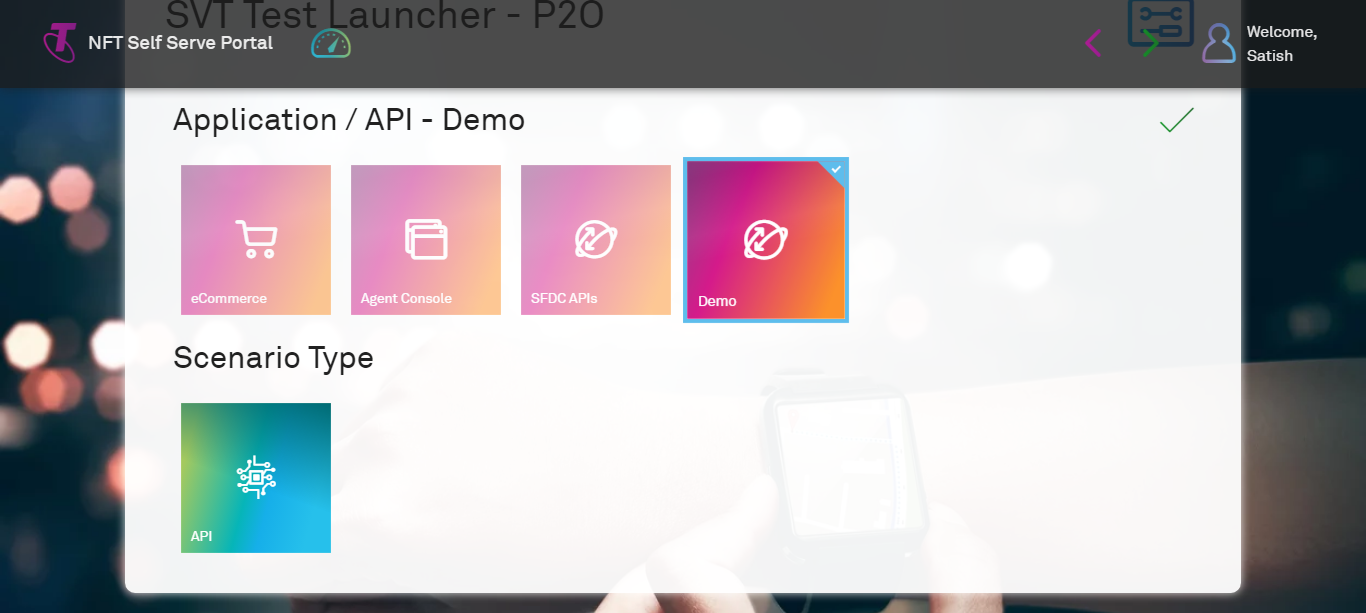 SVT Test Launcher - P2O
NFT Self Serve Portal
Welcome,
Satish
Application / API - Demo
eCommerce
Agent Console
SFDC APIs
Demo
Scenario Type
API